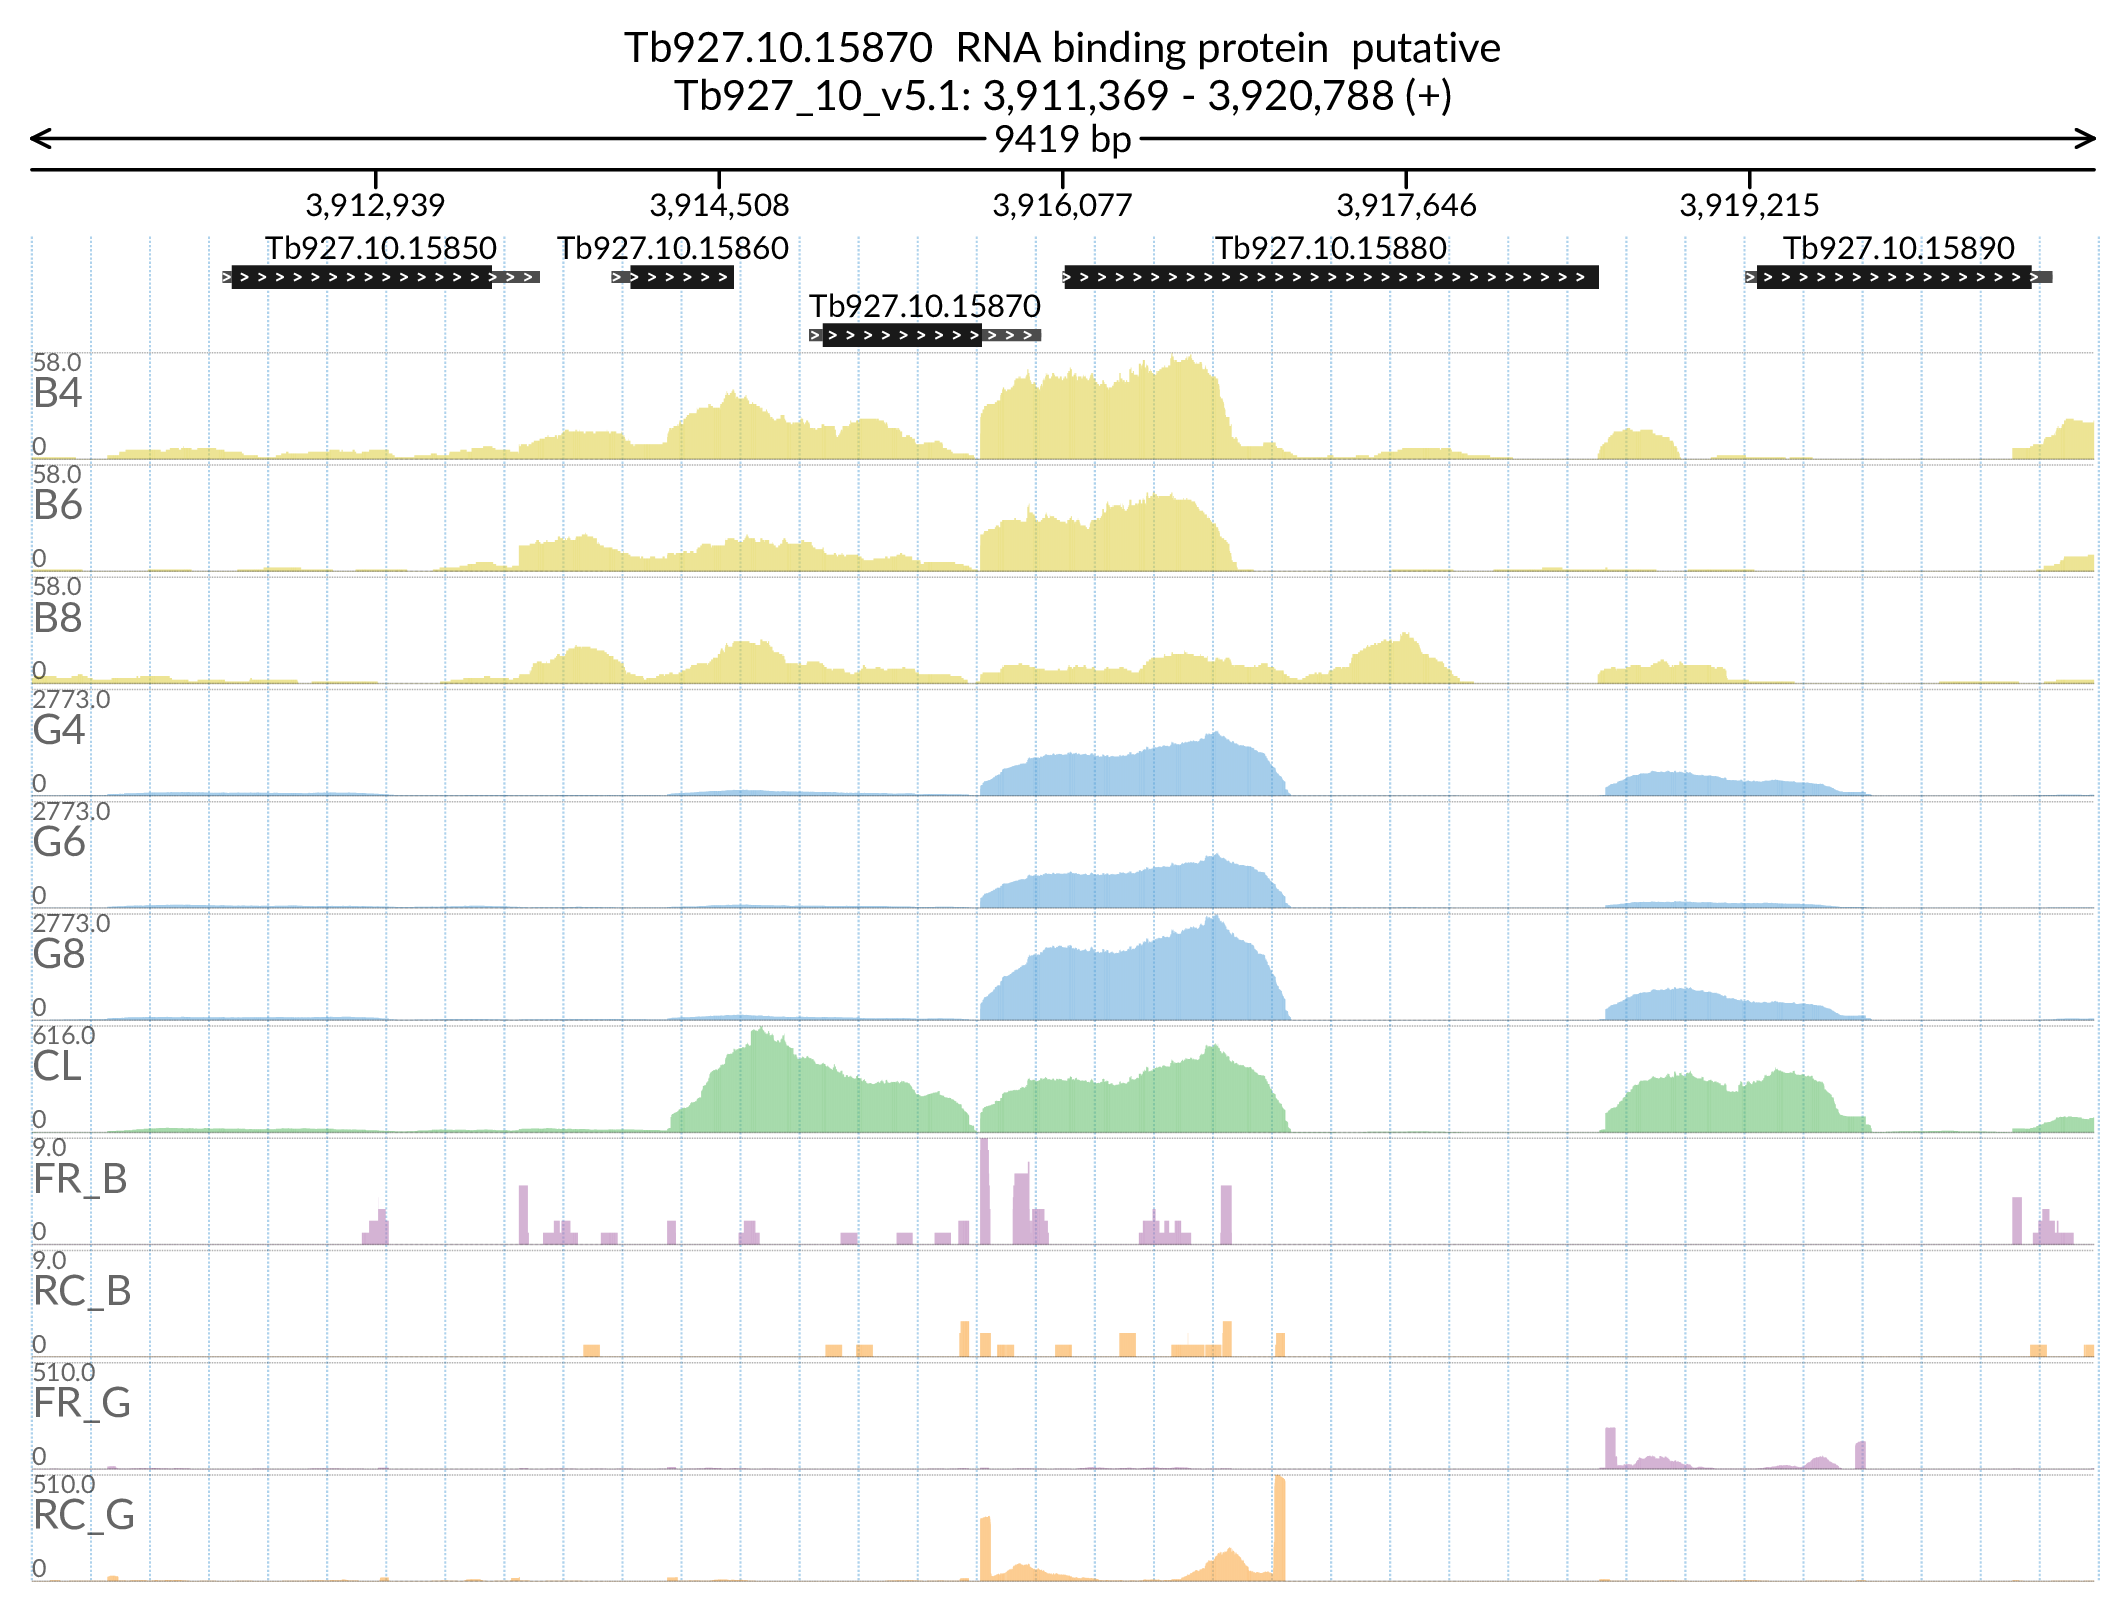 Tb927.10.15870 RNA binding protein putative
Tb927_10_v5.1: 3,911,369 - 3,920,788 (+)
9419 bp
3,912,939 3,914,508 3,916,077 3,917,646 3,919,215
Tb927.10.15850 Tb927.10.15860 Tb927.10.15880 Tb927.10.15890
Tb927.10.15870
58.0
B4
0
58.0
B6
0
58.0
B8
0
2773.0
G4
0
2773.0
G6
0
2773.0
G8
0
616.0
CL
0
9.0
FR_B
0
9.0
RC_B
0
510.0
FR_G
0
510.0
RC_G
0